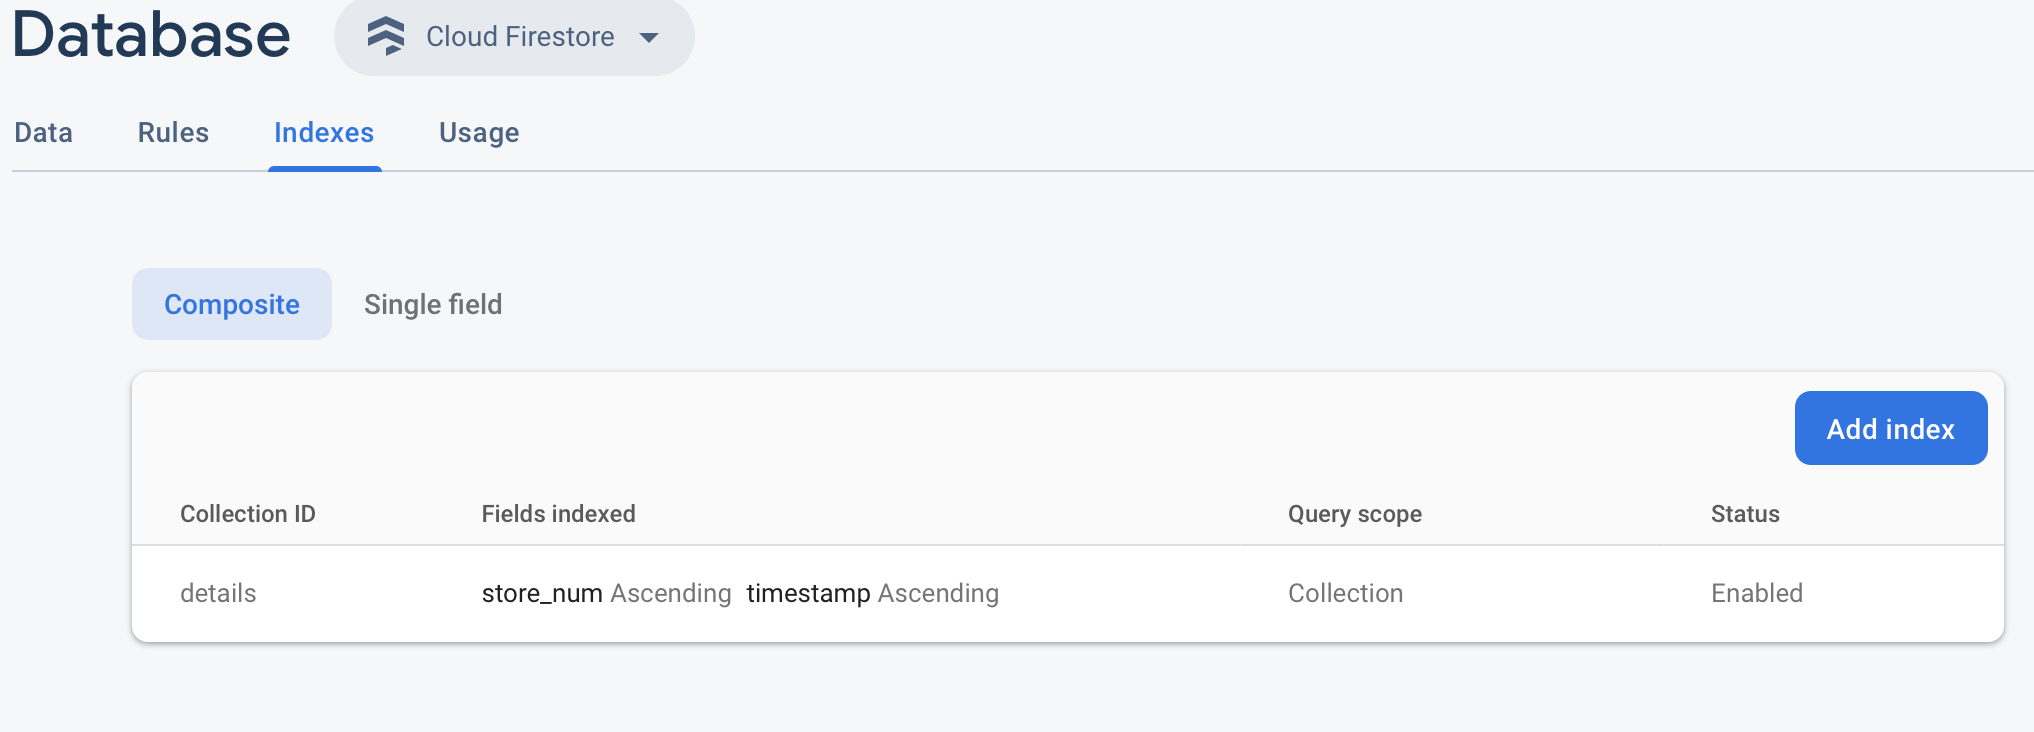 Database Cloud Firestore
Data Rules Indexes Usage
Composite Single field
Add index
Collection ID Fields indexed Query scope Status
details store_num Ascending timestamp Ascending Collection Enabled